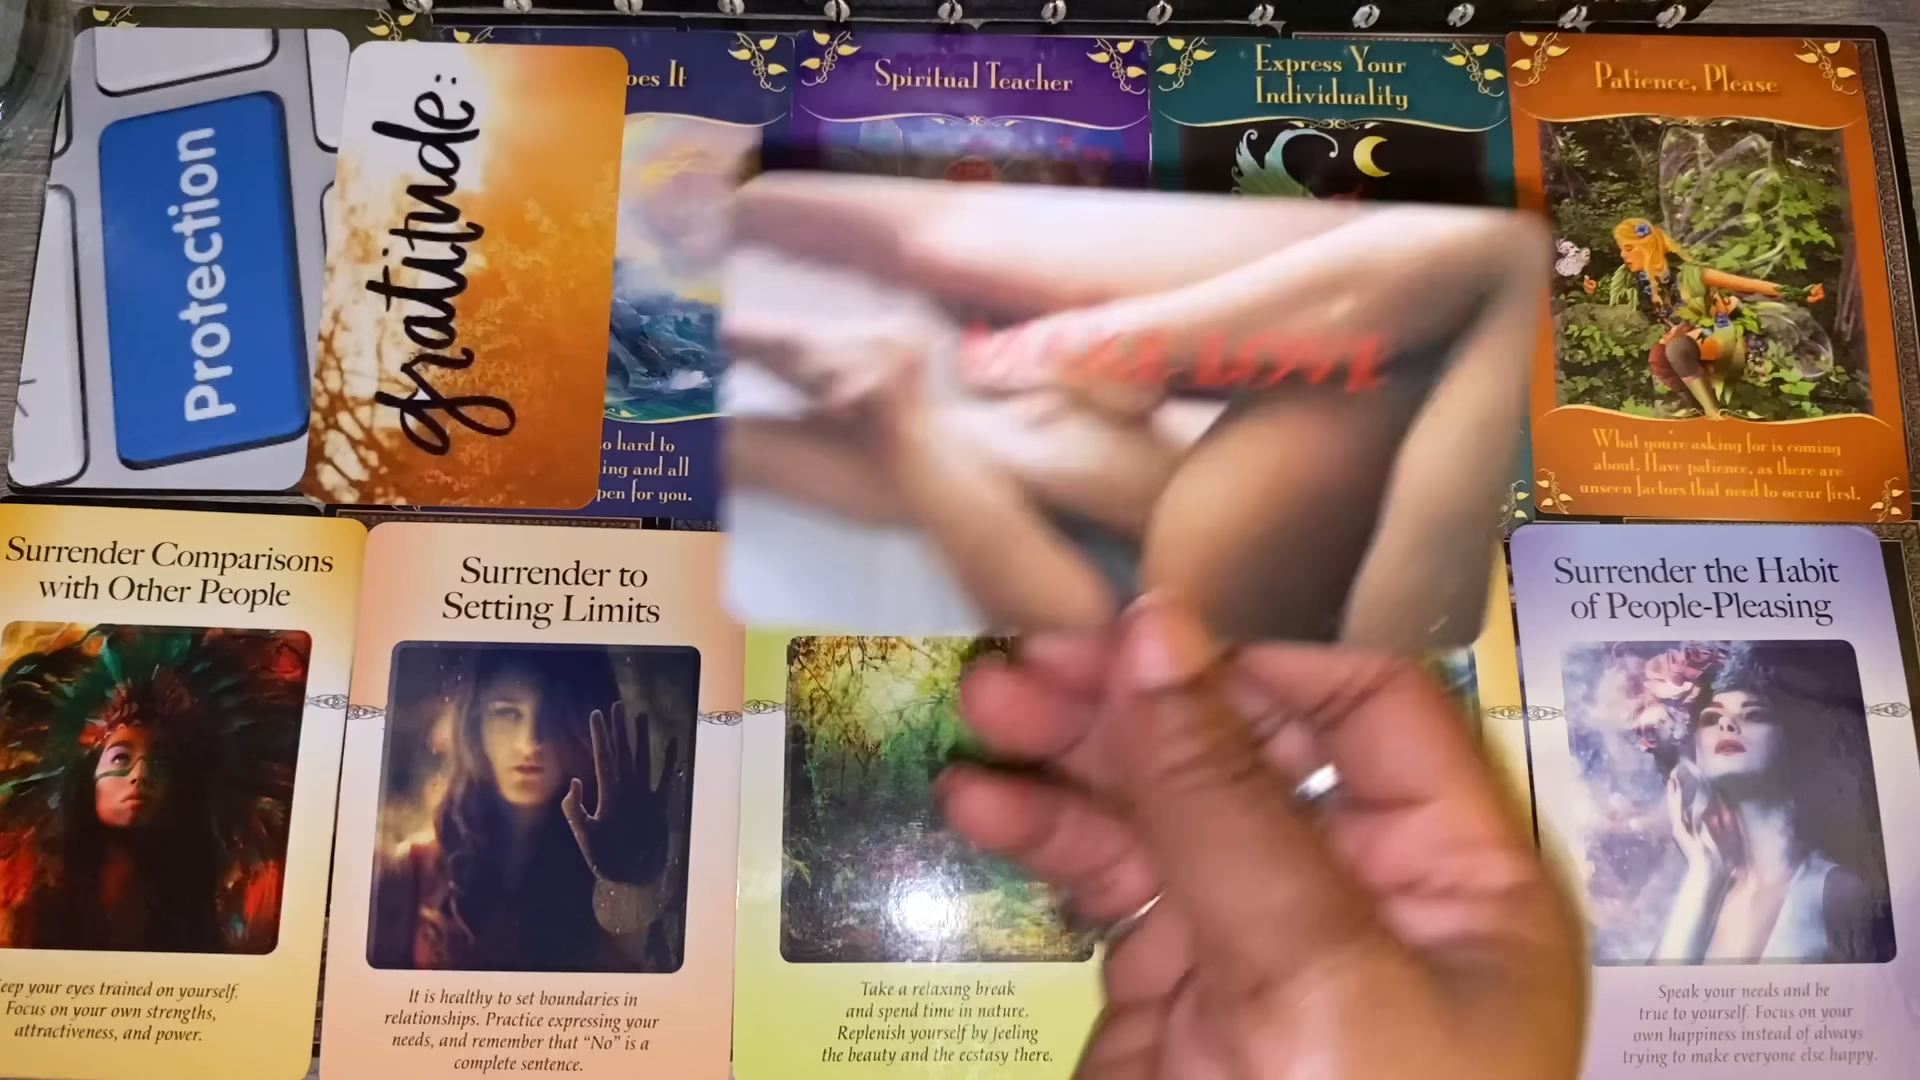 Protection
gratitude:
oes It
o hard to
ing and all
pen for you.
Spiritual Teacher
Express Your
Individuality
Patience, Please
What you're asking for is coming
about. Have patience, as there are
unseen factors that need to occur first.
Surrender Comparisons
with Other People
eep your eyes trained on yourself.
Focus on your own strengths,
attractiveness, and power.
Surrender to
Setting Limits
It is healthy to set boundaries in
relationships. Practice expressing your
needs, and remember that “No” is a
complete sentence.
Take a relaxing break
and spend time in nature.
Replenish yourself by feeling
the beauty and the ecstasy there.
Surrender the Habit
of People-Pleasing
Speak your needs and be
true to yourself. Focus on your
own happiness instead of always
trying to make everyone else happy.